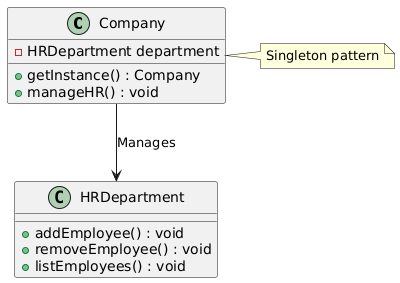 C Company
HRDepartment department
getInstance() : Company
manageHR() : void
Singleton pattern
Manages
C HRDepartment
addEmployee() : void
removeEmployee() : void
listEmployees() : void